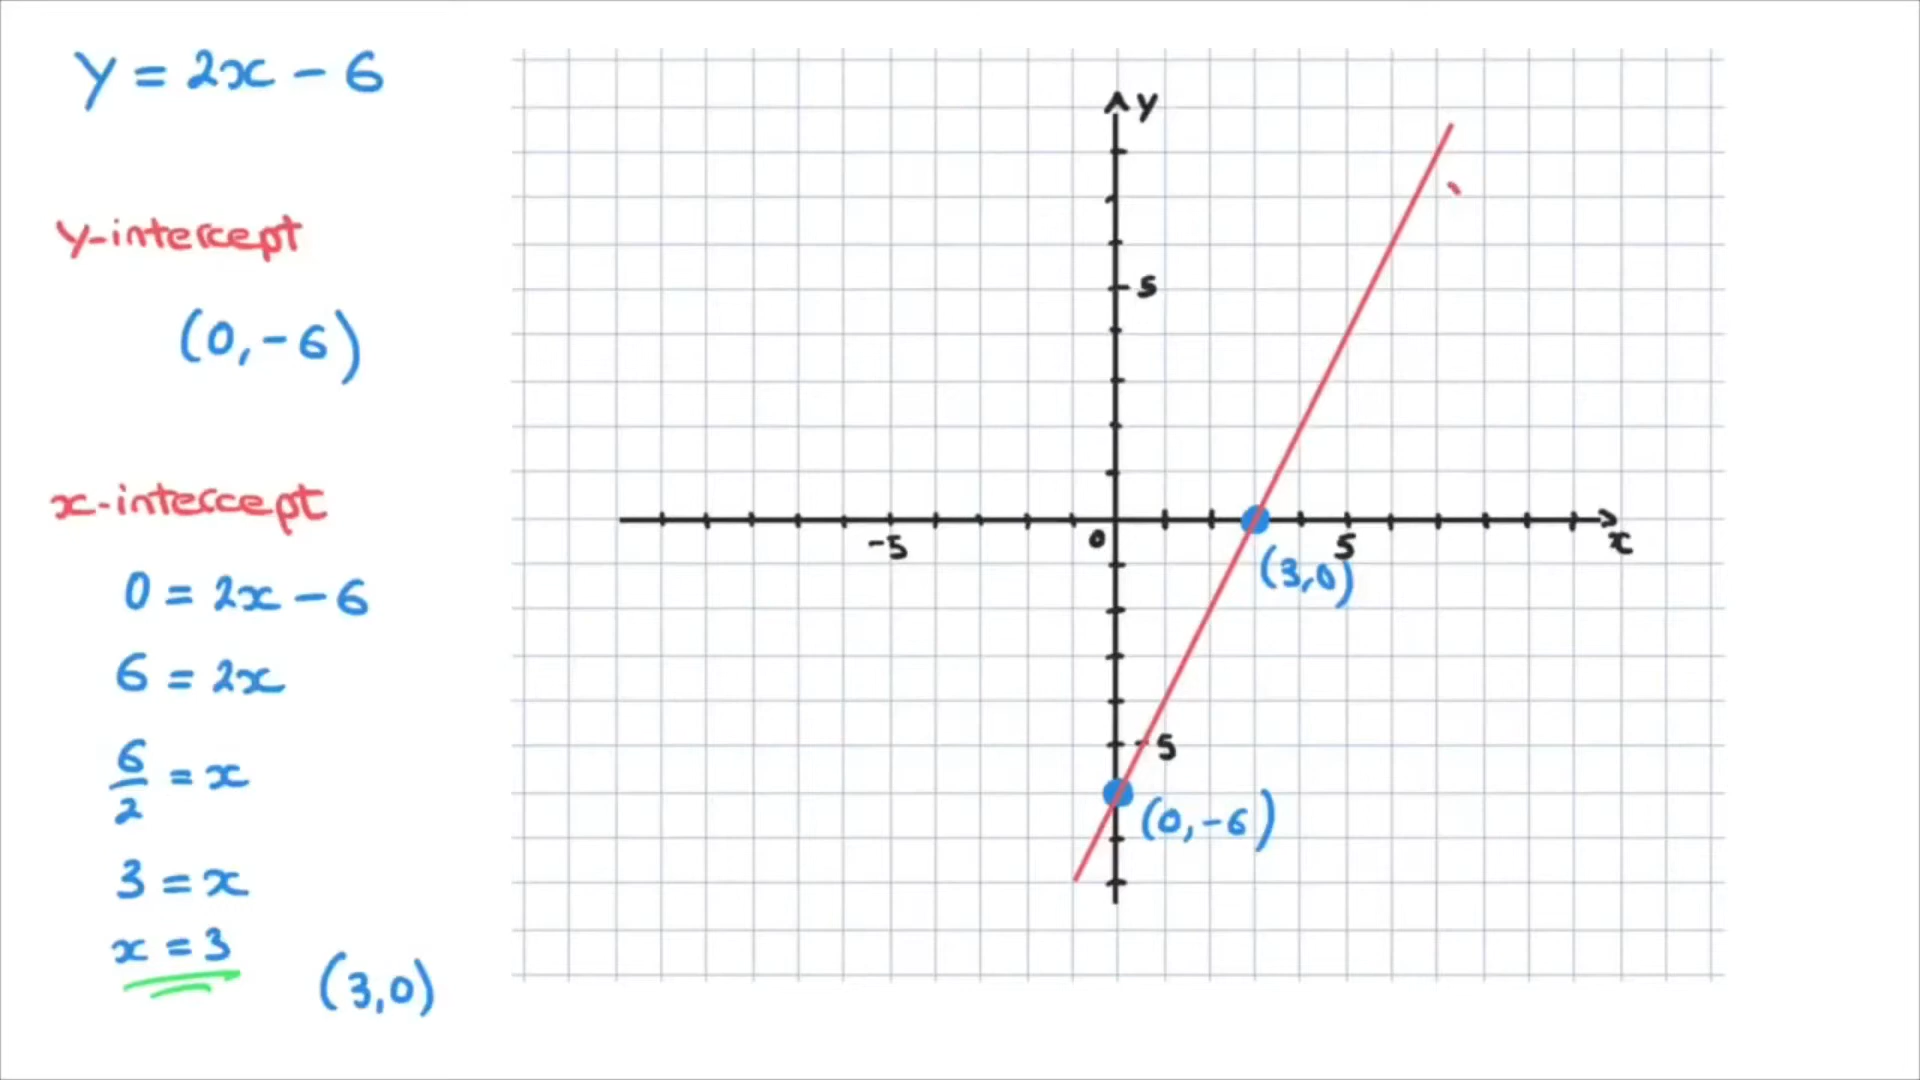 y = 2x - 6
y-intercept
(0, -6)
x-intercept
0 = 2x - 6
6 = 2x
6/2 = x
3 = x
x = 3
(3,0)
y
5
-5
0
5
x
(3,0)
-5
(0, -6)